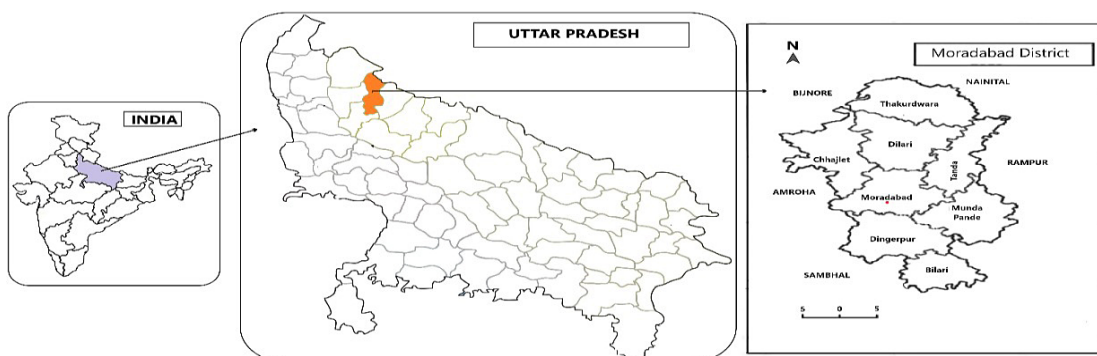 INDIA
UTTAR PRADESH
Moradabad District
N
NAINITAL
BIJNORE
Thakurdwara
Dilari
Chhajlet
Tanda
RAMPUR
AMROHA
Moradabad
Munda
Pande
Dingerpur
Bilari
SAMBHAL
5 0 5